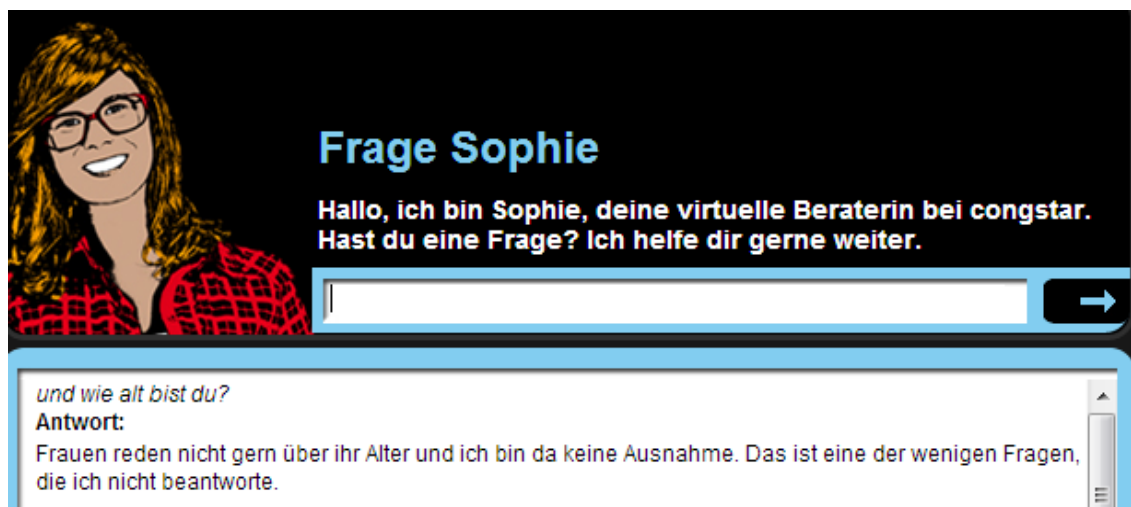 Frage Sophie
Hallo, ich bin Sophie, deine virtuelle Beraterin bei congstar.
Hast du eine Frage? Ich helfe dir gerne weiter.
und wie alt bist du?
Antwort:
Frauen reden nicht gern über ihr Alter und ich bin da keine Ausnahme. Das ist eine der wenigen Fragen,
die ich nicht beantworte.